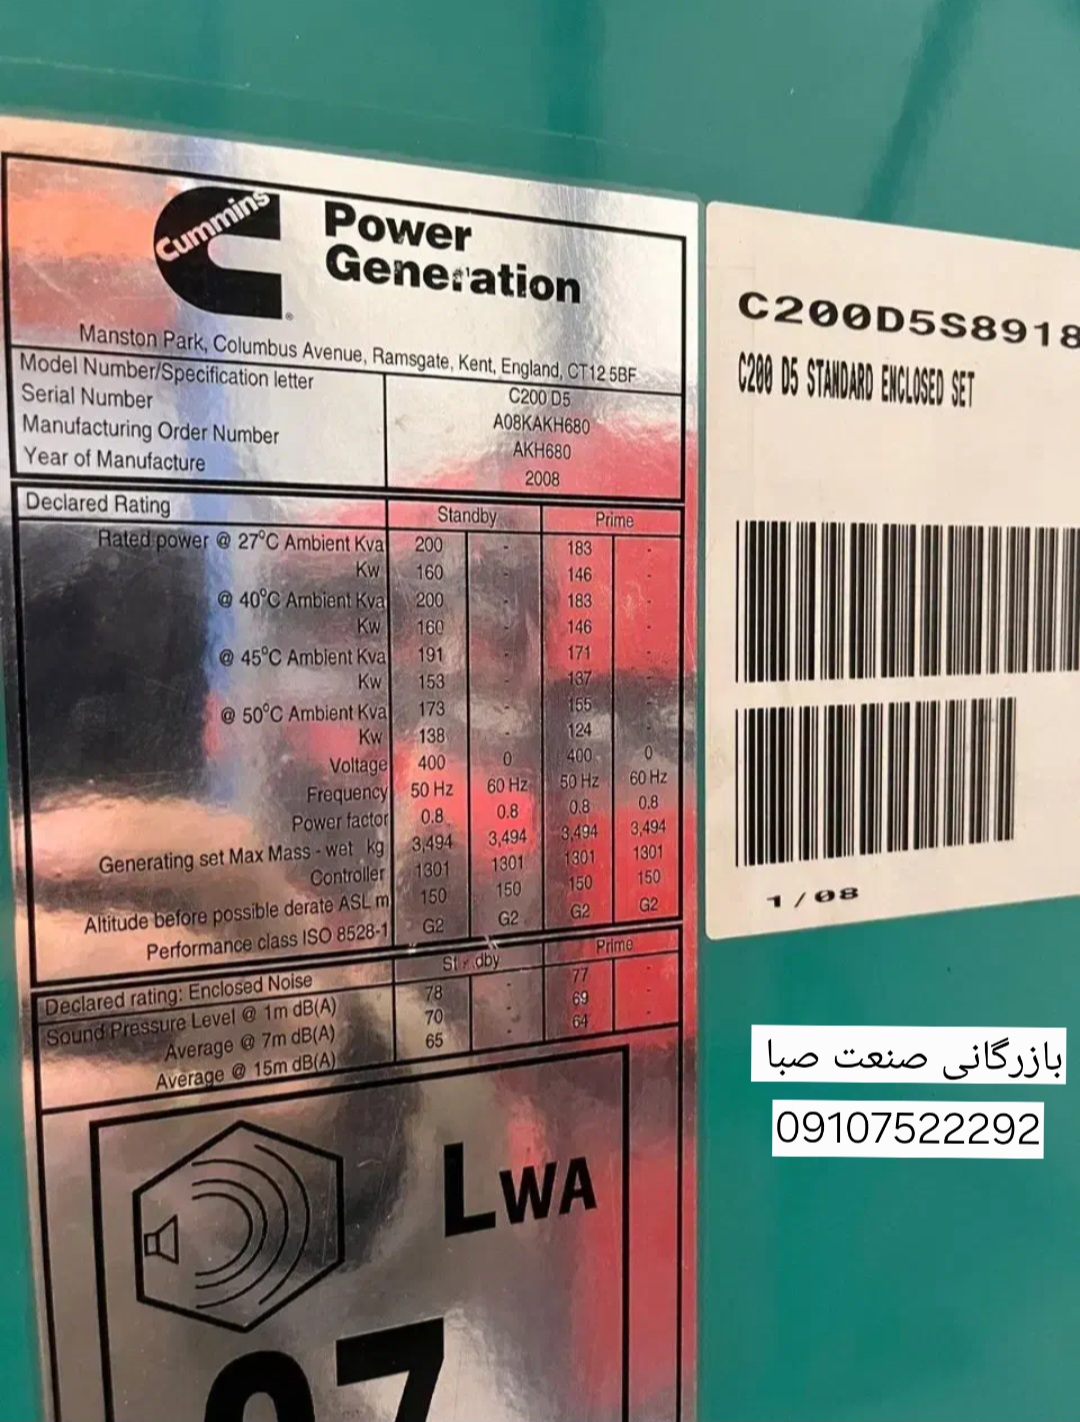 Cummins
Power
Generation
Manston Park, Columbus Avenue, Ramsgate, Kent, England, CT12 5BF
Model Number/Specification letter C200 D5
Serial Number A08KAKH680
Manufacturing Order Number AKH680
Year of Manufacture 2008
Declared Rating Standby Prime
Rated power @ 27°C Ambient Kva 200 - 183 -
Kw 160 - 146 -
@ 40°C Ambient Kva 200 - 183 -
Kw 160 - 146 -
@ 45°C Ambient Kva 191 - 171 -
Kw 153 - 137 -
@ 50°C Ambient Kva 173 - 155 -
Kw 138 - 124 -
Voltage 400 0 400 0
Frequency 50 Hz 60 Hz 50 Hz 60 Hz
Power factor 0.8 0.8 0.8 0.8
Generating set Max Mass - wet kg 3,494 3,494 3,494 3,494
Controller 1301 1301 1301 1301
Altitude before possible derate ASL m 150 150 150 150
Performance class ISO 8528-1 G2 G2 G2 G2
Declared rating: Enclosed Noise Standby Prime
Sound Pressure Level @ 1m dB(A) 78 - 77 -
Average @ 7m dB(A) 70 - 69 -
Average @ 15m dB(A) 65 - 64 -
LWA
97
C200D5S8918
C200 D5 STANDARD ENCLOSED SET
1/08
بازرگانی صنعت صبا
09107522292